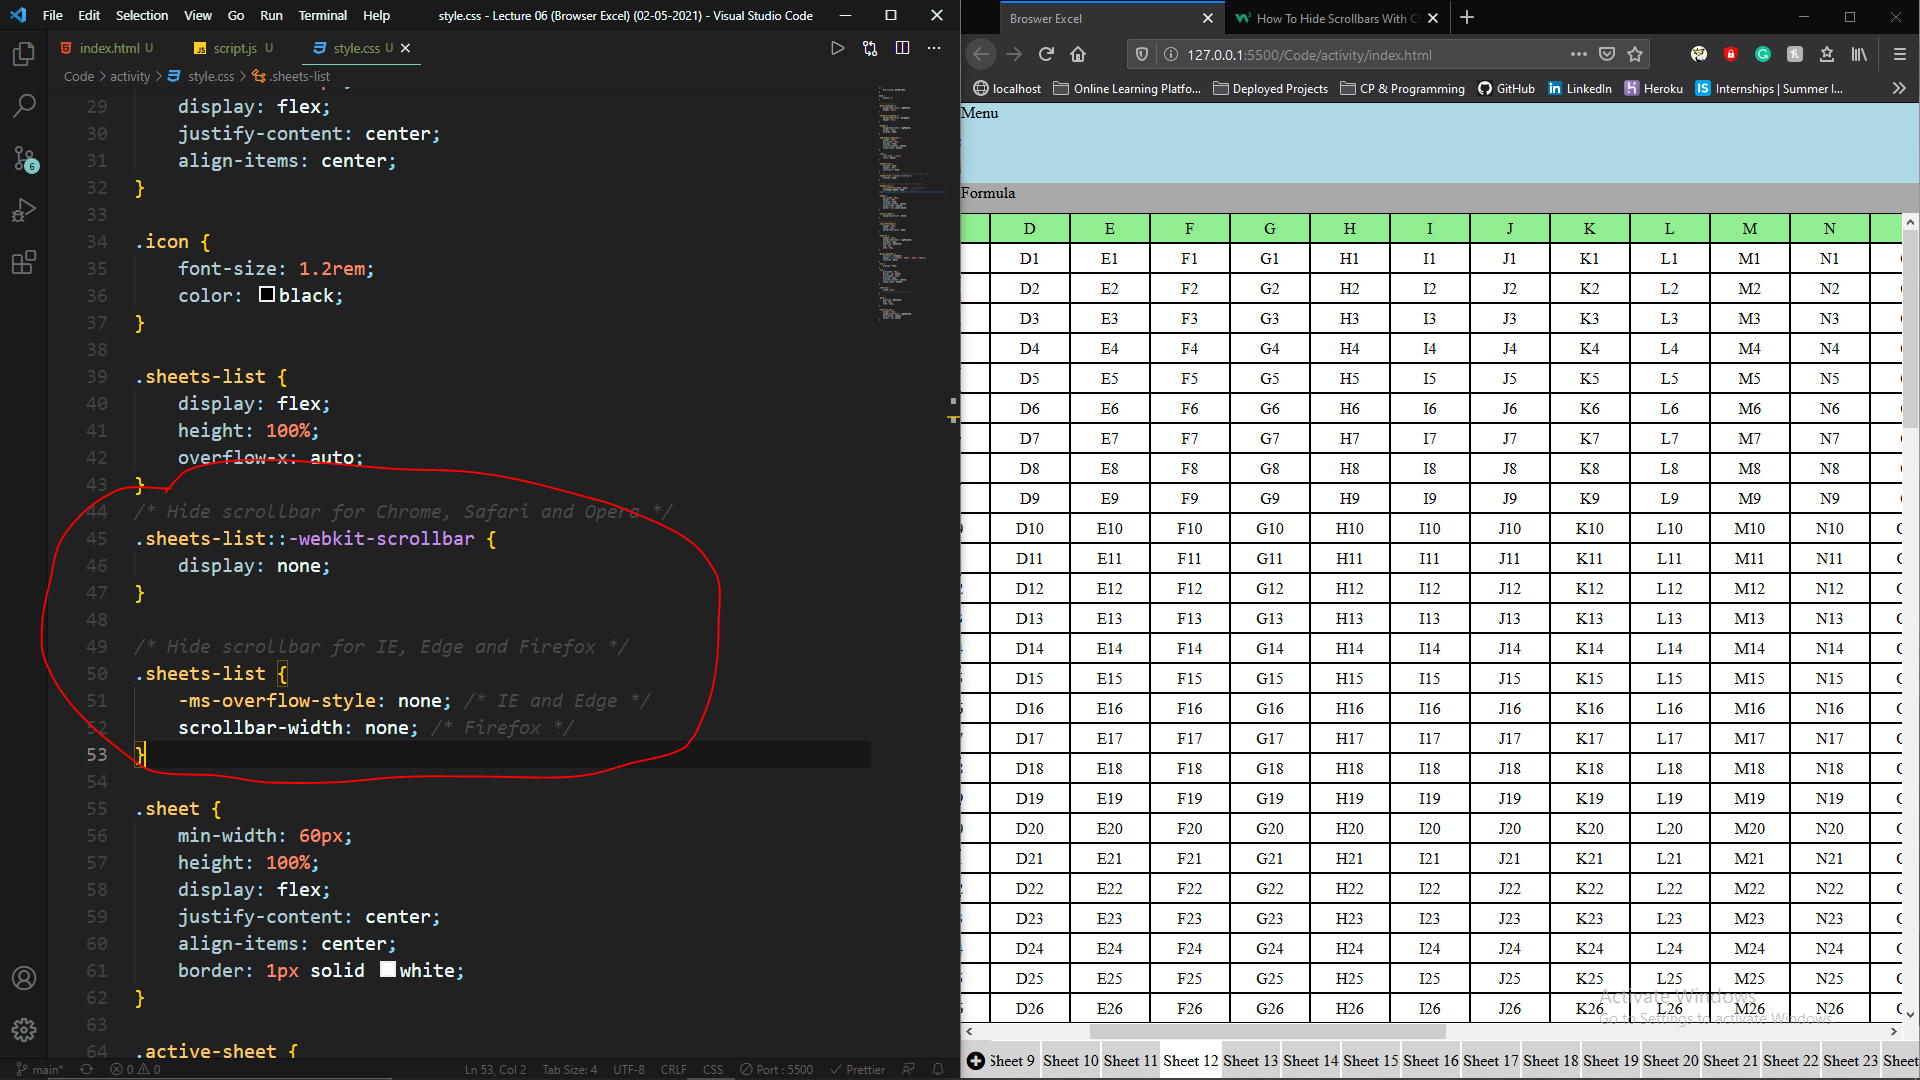 File Edit Selection View Go Run Terminal Help style.css - Lecture 06 (Browser Excel) (02-05-2021) - Visual Studio Code
index.html U script.js U style.css U
Code > activity > style.css > .sheets-list
29 display: flex;
30 justify-content: center;
31 align-items: center;
32 }
33
34 .icon {
35 font-size: 1.2rem;
36 color: black;
37 }
38
39 .sheets-list {
40 display: flex;
41 height: 100%;
42 overflow-x: auto;
43 }
44 /* Hide scrollbar for Chrome, Safari and Opera */
45 .sheets-list::-webkit-scrollbar {
46 display: none;
47 }
48
49 /* Hide scrollbar for IE, Edge and Firefox */
50 .sheets-list {
51 -ms-overflow-style: none; /* IE and Edge */
52 scrollbar-width: none; /* Firefox */
53 }
54
55 .sheet {
56 min-width: 60px;
57 height: 100%;
58 display: flex;
59 justify-content: center;
60 align-items: center;
61 border: 1px solid white;
62 }
63
64 .active-sheet {
6
main* 0 0 Ln 53, Col 2 Tab Size: 4 UTF-8 CRLF CSS Port : 5500 Prettier
Broswer Excel How To Hide Scrollbars With CS
127.0.0.1:5500/Code/activity/index.html
localhost Online Learning Platfo... Deployed Projects CP & Programming GitHub LinkedIn Heroku Internships | Summer I...
Menu
Formula
D E F G H I J K L M N
D1 E1 F1 G1 H1 I1 J1 K1 L1 M1 N1
D2 E2 F2 G2 H2 I2 J2 K2 L2 M2 N2
D3 E3 F3 G3 H3 I3 J3 K3 L3 M3 N3
D4 E4 F4 G4 H4 I4 J4 K4 L4 M4 N4
D5 E5 F5 G5 H5 I5 J5 K5 L5 M5 N5
D6 E6 F6 G6 H6 I6 J6 K6 L6 M6 N6
D7 E7 F7 G7 H7 I7 J7 K7 L7 M7 N7
D8 E8 F8 G8 H8 I8 J8 K8 L8 M8 N8
D9 E9 F9 G9 H9 I9 J9 K9 L9 M9 N9
D10 E10 F10 G10 H10 I10 J10 K10 L10 M10 N10
D11 E11 F11 G11 H11 I11 J11 K11 L11 M11 N11
D12 E12 F12 G12 H12 I12 J12 K12 L12 M12 N12
D13 E13 F13 G13 H13 I13 J13 K13 L13 M13 N13
D14 E14 F14 G14 H14 I14 J14 K14 L14 M14 N14
D15 E15 F15 G15 H15 I15 J15 K15 L15 M15 N15
D16 E16 F16 G16 H16 I16 J16 K16 L16 M16 N16
D17 E17 F17 G17 H17 I17 J17 K17 L17 M17 N17
D18 E18 F18 G18 H18 I18 J18 K18 L18 M18 N18
D19 E19 F19 G19 H19 I19 J19 K19 L19 M19 N19
D20 E20 F20 G20 H20 I20 J20 K20 L20 M20 N20
D21 E21 F21 G21 H21 I21 J21 K21 L21 M21 N21
D22 E22 F22 G22 H22 I22 J22 K22 L22 M22 N22
D23 E23 F23 G23 H23 I23 J23 K23 L23 M23 N23
D24 E24 F24 G24 H24 I24 J24 K24 L24 M24 N24
D25 E25 F25 G25 H25 I25 J25 K25 L25 M25 N25
D26 E26 F26 G26 H26 I26 J26 K26 L26 M26 N26
Activate Windows
Go to Settings to activate Windows.
Sheet 9 Sheet 10 Sheet 11 Sheet 12 Sheet 13 Sheet 14 Sheet 15 Sheet 16 Sheet 17 Sheet 18 Sheet 19 Sheet 20 Sheet 21 Sheet 22 Sheet 23 Sheet